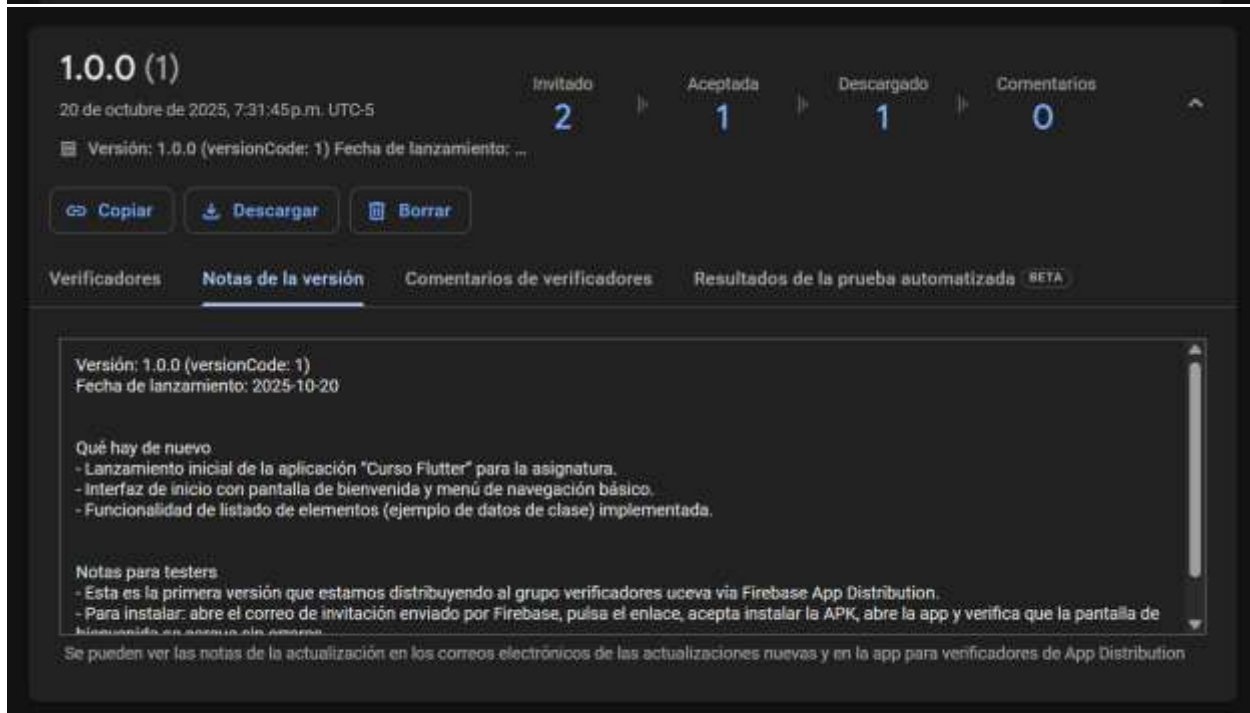 1.0.0 (1)
20 de octubre de 2025, 7:31:45p.m. UTC-5
Versión: 1.0.0 (versionCode: 1) Fecha de lanzamiento: ...
Invitado
2
Aceptada
1
Descargado
1
Comentarios
0
Copiar
Descargar
Borrar
Verificadores
Notas de la versión
Comentarios de verificadores
Resultados de la prueba automatizada BETA
Versión: 1.0.0 (versionCode: 1)
Fecha de lanzamiento: 2025-10-20
Qué hay de nuevo
- Lanzamiento inicial de la aplicación "Curso Flutter" para la asignatura.
- Interfaz de inicio con pantalla de bienvenida y menú de navegación básico.
- Funcionalidad de listado de elementos (ejemplo de datos de clase) implementada.
Notas para testers
- Esta es la primera versión que estamos distribuyendo al grupo verificadores uceva vía Firebase App Distribution.
- Para instalar: abre el correo de invitación enviado por Firebase, pulsa el enlace, acepta instalar la APK, abre la app y verifica que la pantalla de
Se pueden ver las notas de la actualización en los correos electrónicos de las actualizaciones nuevas y en la app para verificadores de App Distribution